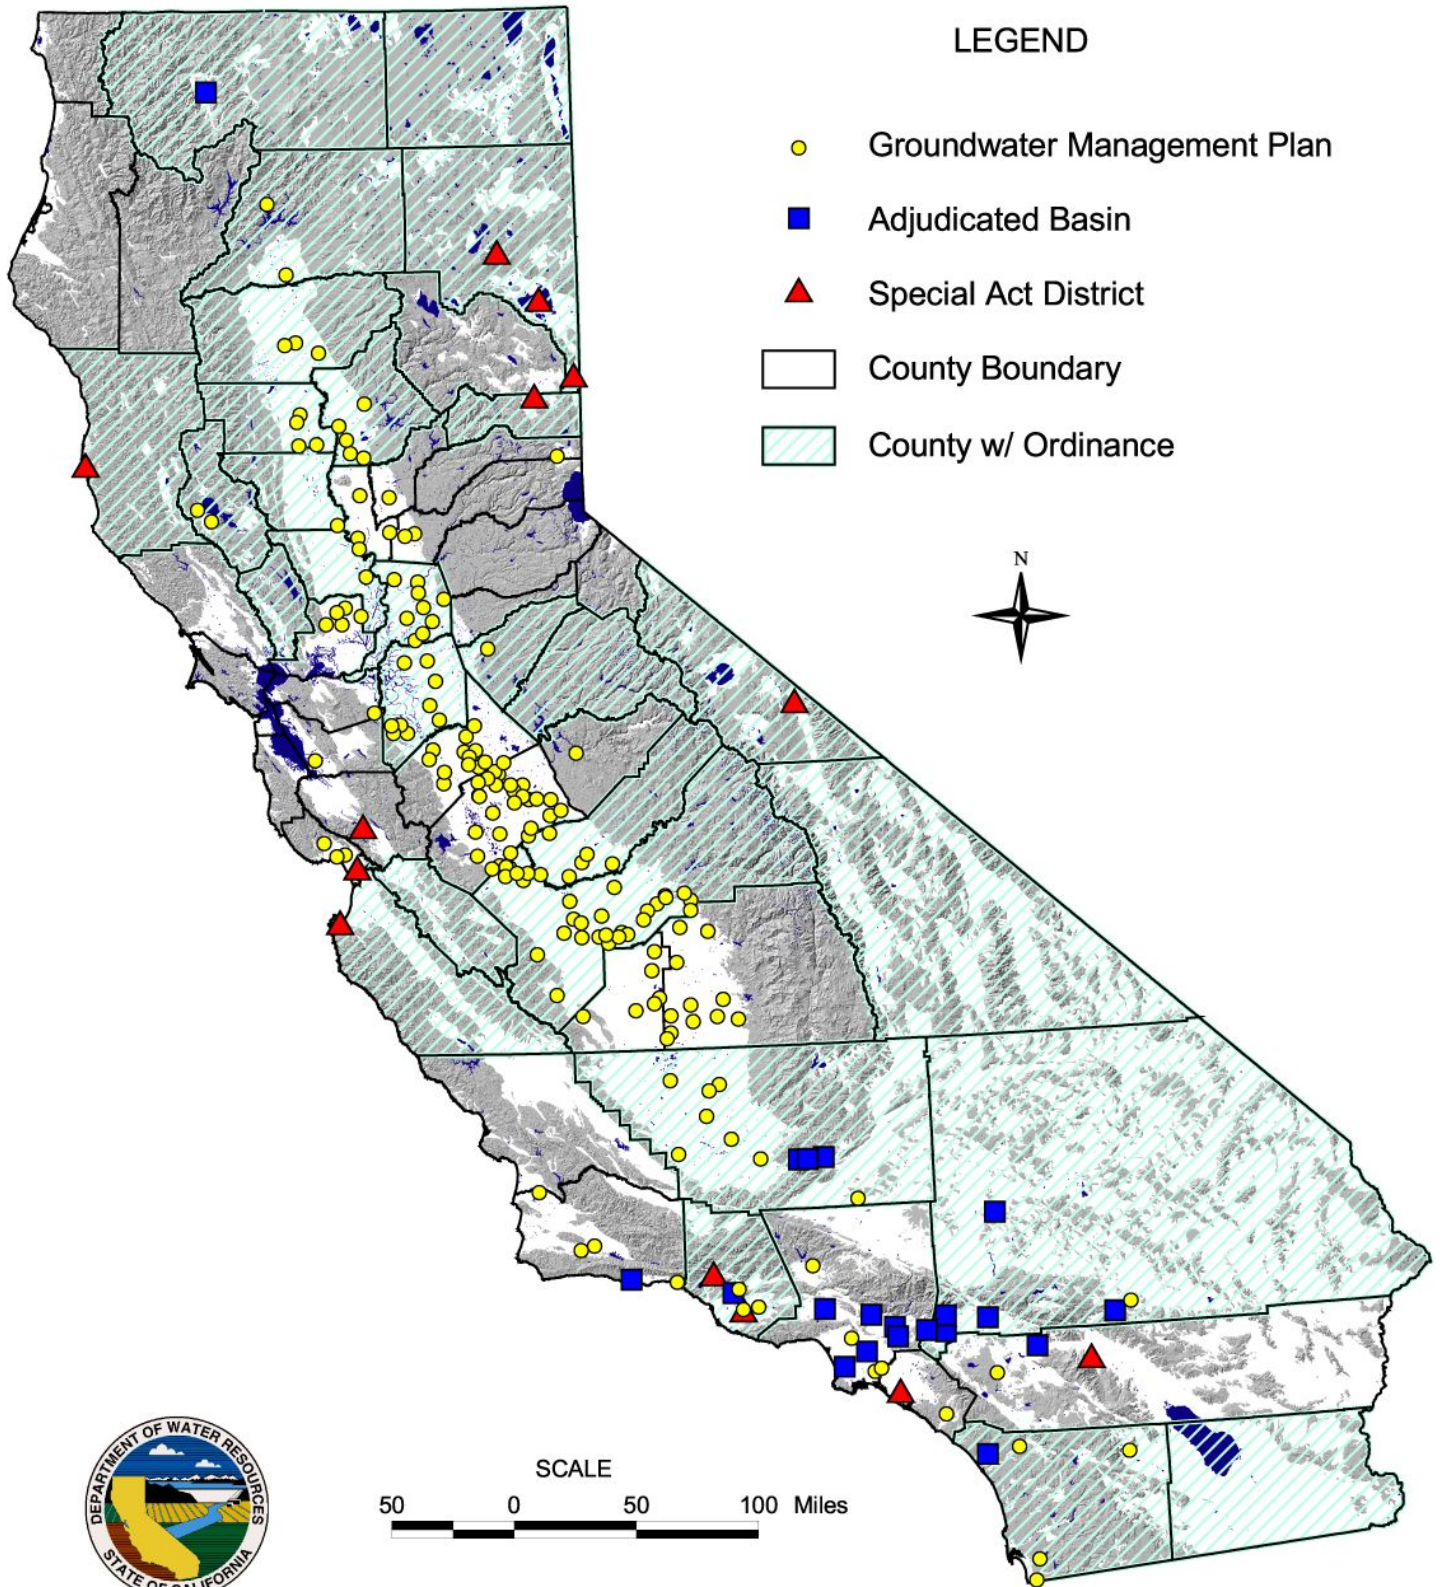 LEGEND
Groundwater Management Plan
Adjudicated Basin
Special Act District
County Boundary
County w/ Ordinance
N
SCALE
50 0 50 100 Miles
DEPARTMENT OF WATER RESOURCES
STATE OF CALIFORNIA